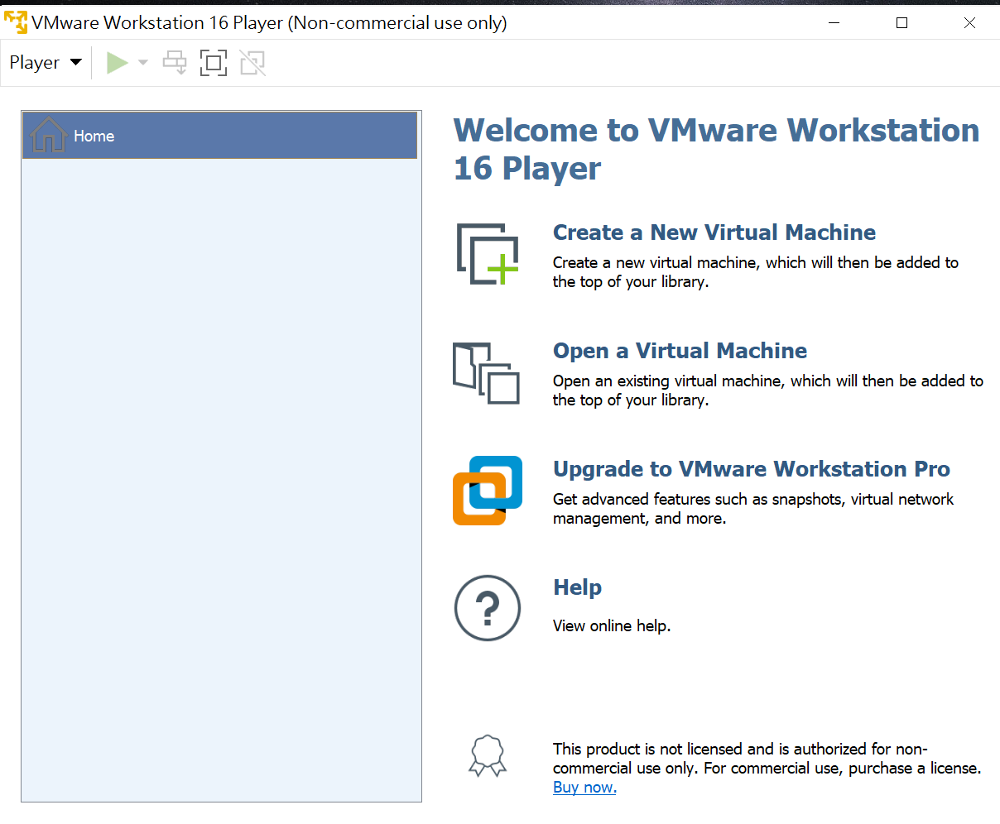 VMware Workstation 16 Player (Non-commercial use only)
Player
Home
Welcome to VMware Workstation
16 Player
Create a New Virtual Machine
Create a new virtual machine, which will then be added to
the top of your library.
Open a Virtual Machine
Open an existing virtual machine, which will then be added to
the top of your library.
Upgrade to VMware Workstation Pro
Get advanced features such as snapshots, virtual network
management, and more.
?
Help
View online help.
This product is not licensed and is authorized for non-
commercial use only. For commercial use, purchase a license.
Buy now.